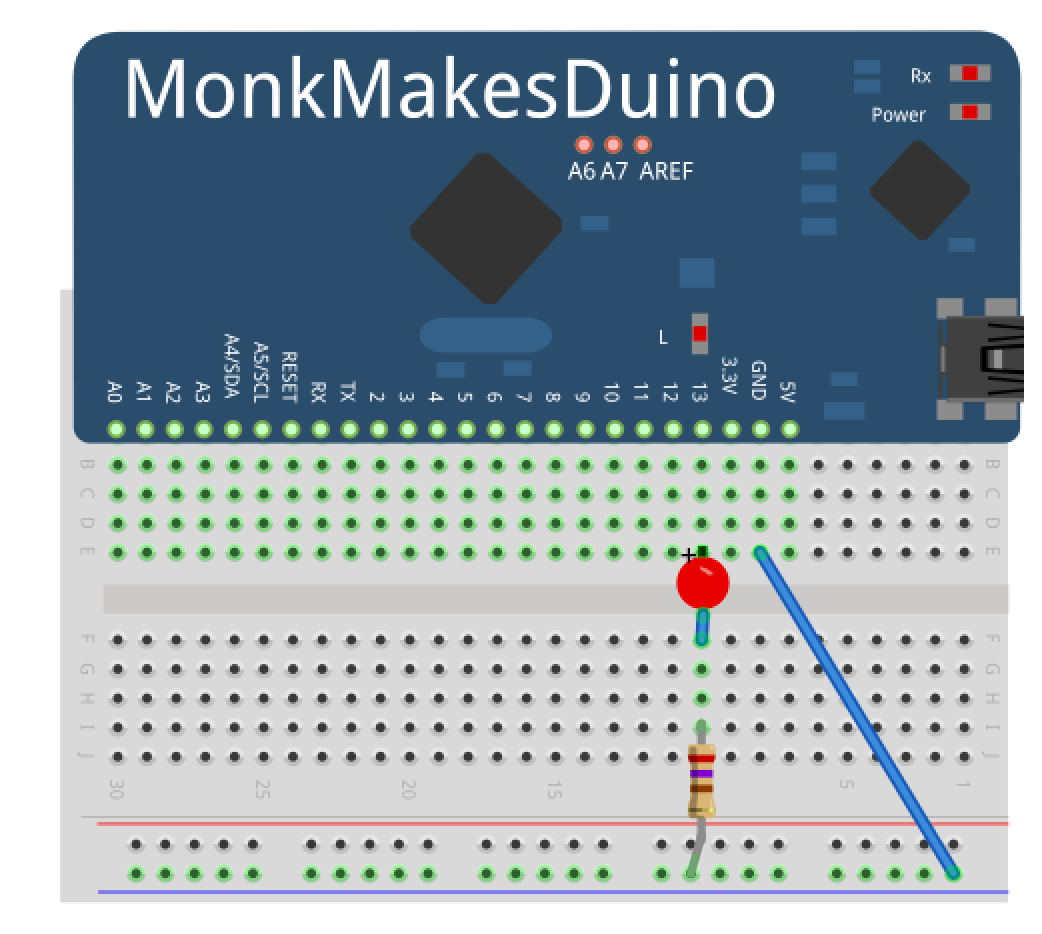 MonkMakesDuino
Rx
Power
A6 A7 AREF
L
A0 A1 A2 A3 A4/SDA A5/SCL RESET RX TX 2 3 4 5 6 7 8 9 10 11 12 13 3.3V GND 5V
B B
C C
D D
+
E E
F F
G G
H H
I I
J J
30 25 20 15 5 1